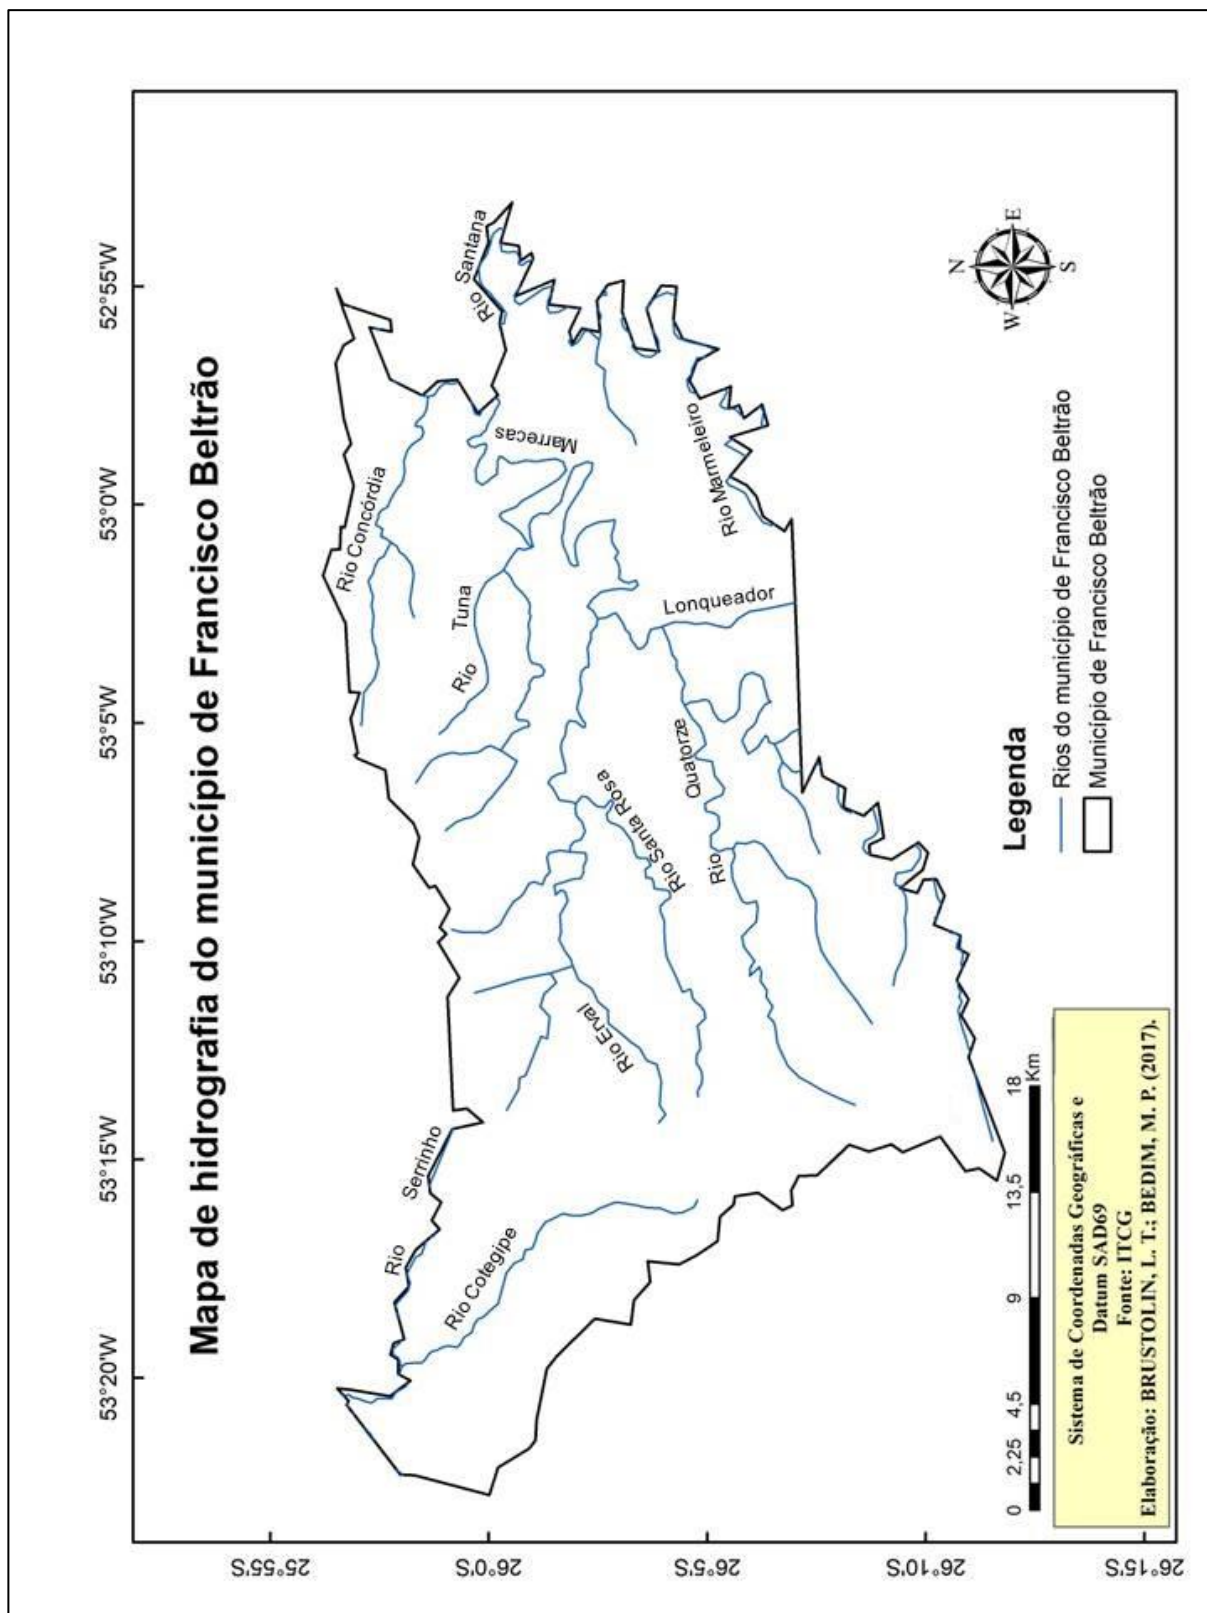 Mapa de hidrografia do município de Francisco Beltrão
53°20'W
53°15'W
53°10'W
53°5'W
53°0'W
52°55'W
25°55'S
26°0'S
26°5'S
26°10'S
26°15'S
Rio Serrinho
Rio Cotegipe
Rio Erval
Rio Santa Rosa
Rio Quatorze
Rio Tuna
Rio Concórdia
Marrecas
Rio Santana
Lonqueador
Rio Marmeleiro
N
W
E
S
Legenda
Rios do município de Francisco Beltrão
Município de Francisco Beltrão
0 2,25 4,5 9 13,5 18
Km
Sistema de Coordenadas Geográficas e
Datum SAD69
Fonte: ITCG
Elaboração: BRUSTOLIN, L. T.; BEDIM, M. P. (2017).